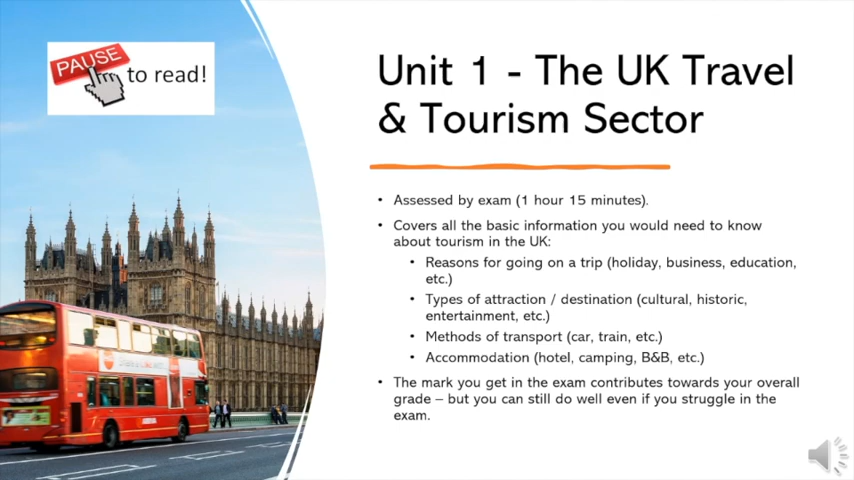 PAUSE
to read!
Unit 1 - The UK Travel
& Tourism Sector
• Assessed by exam (1 hour 15 minutes).
• Covers all the basic information you would need to know
about tourism in the UK:
• Reasons for going on a trip (holiday, business, education,
etc.)
• Types of attraction / destination (cultural, historic,
entertainment, etc.)
• Methods of transport (car, train, etc.)
• Accommodation (hotel, camping, B&B, etc.)
• The mark you get in the exam contributes towards your overall
grade – but you can still do well even if you struggle in the
exam.